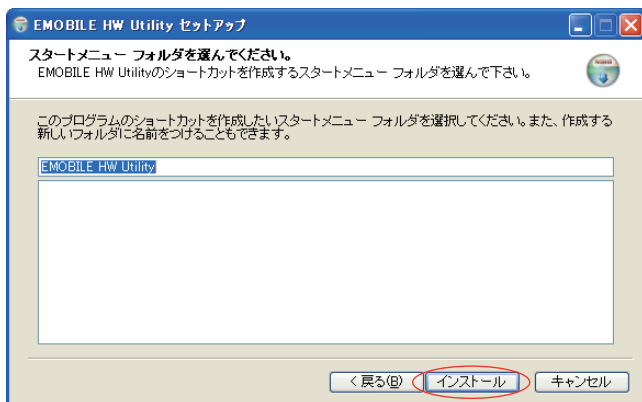 EMOBILE HW Utility セットアップ
スタートメニュー フォルダを選んでください。
EMOBILE HW Utilityのショートカットを作成するスタートメニュー フォルダを選んで下さい。
このプログラムのショートカットを作成したいスタートメニュー フォルダを選択してください。また、作成する
新しいフォルダに名前をつけることもできます。
EMOBILE HW Utility
< 戻る(B)
インストール
キャンセル